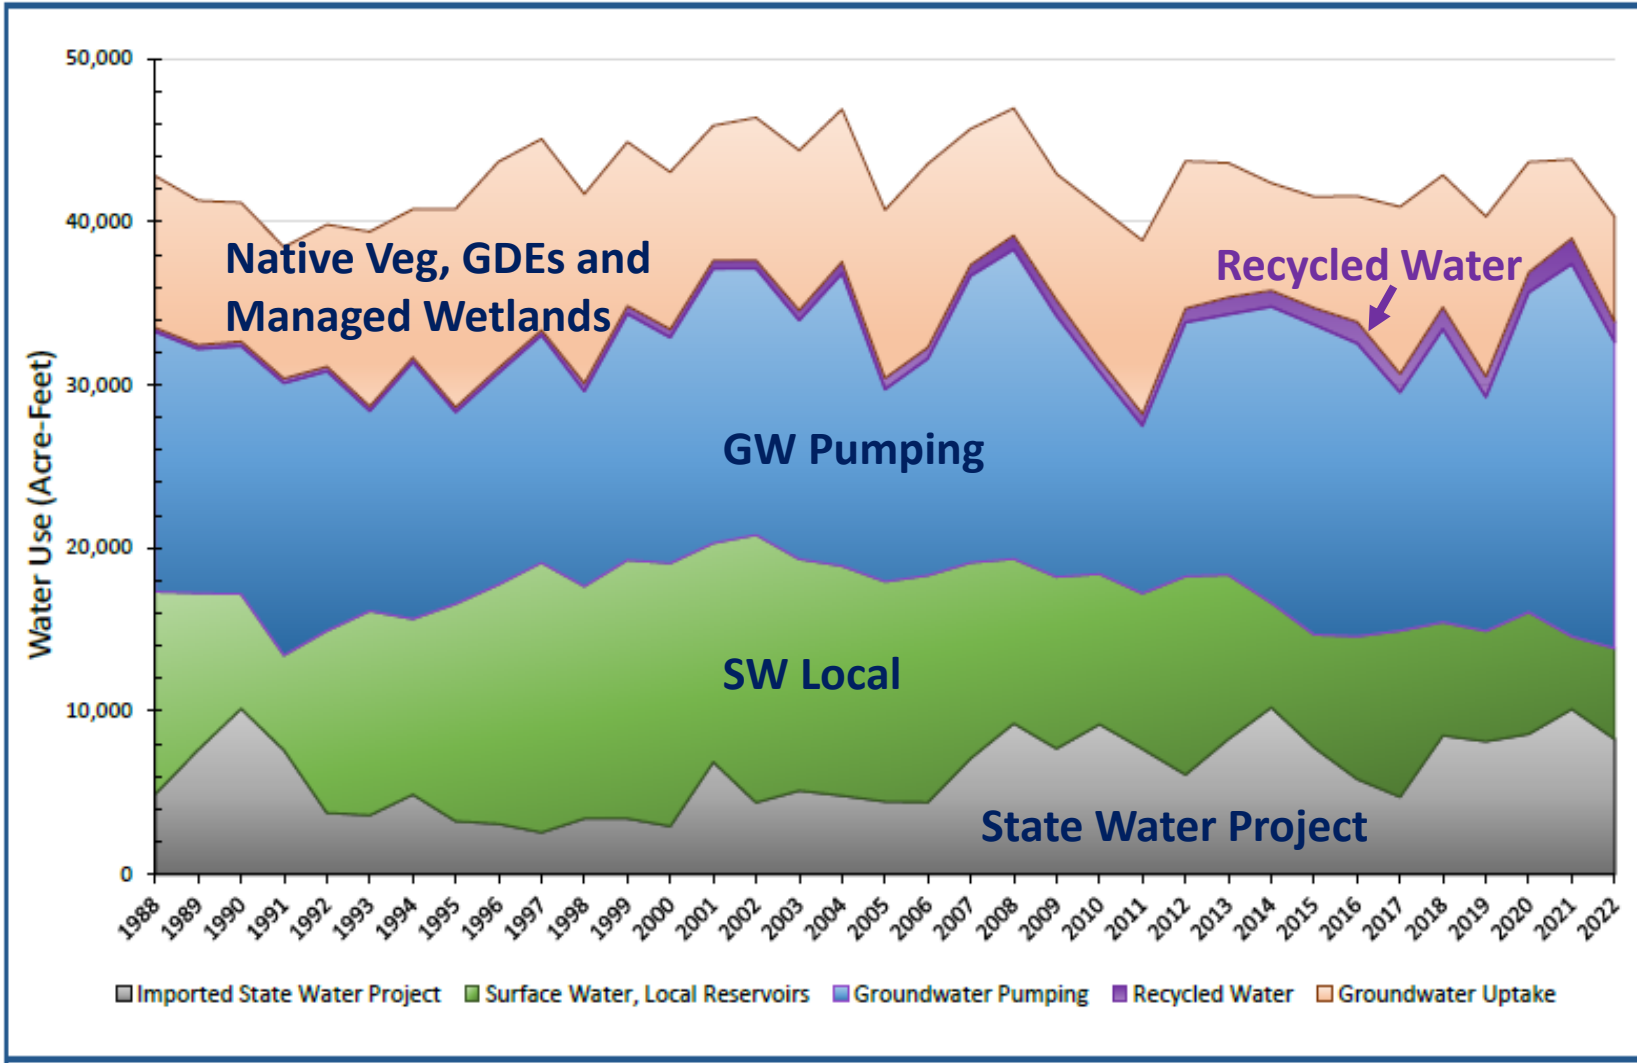 50,000
40,000
30,000
20,000
10,000
0
Water Use (Acre-Feet)
Native Veg, GDEs and
Managed Wetlands
Recycled Water
GW Pumping
SW Local
State Water Project
1988 1989 1990 1991 1992 1993 1994 1995 1996 1997 1998 1999 2000 2001 2002 2003 2004 2005 2006 2007 2008 2009 2010 2011 2012 2013 2014 2015 2016 2017 2018 2019 2020 2021 2022
Imported State Water Project Surface Water, Local Reservoirs Groundwater Pumping Recycled Water Groundwater Uptake